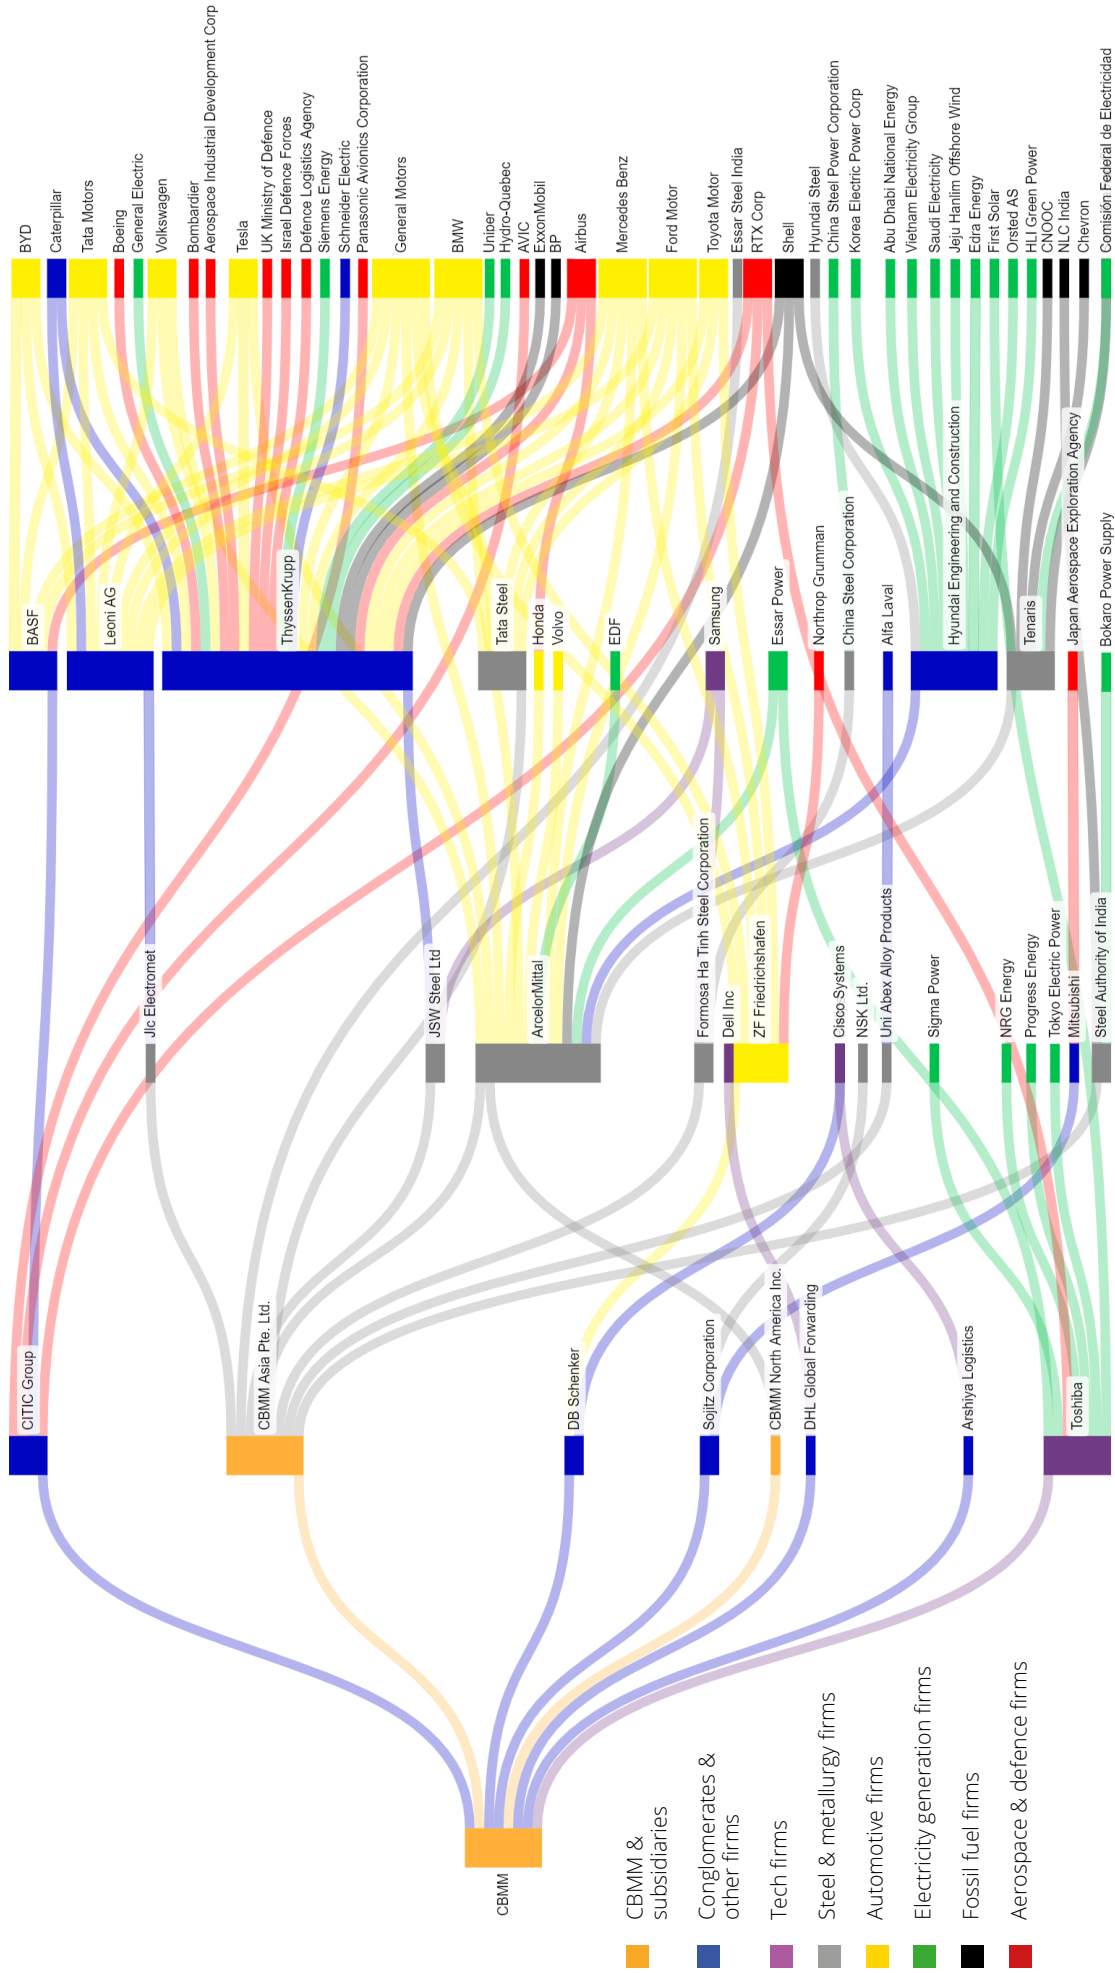 CBMM
CITIC Group
CBMM Asia Pte. Ltd.
DB Schenker
Sojitz Corporation
CBMM North America Inc.
DHL Global Forwarding
Arshiya Logistics
Toshiba
Jlc Electromet
JSW Steel Ltd
ArcelorMittal
Formosa Ha Tinh Steel Corporation
Dell Inc
ZF Friedrichshafen
Cisco Systems
NSK Ltd.
Uni Abex Alloy Products
Sigma Power
NRG Energy
Progress Energy
Tokyo Electric Power
Mitsubishi
Steel Authority of India
BASF
Leoni AG
ThyssenKrupp
Tata Steel
Honda
Volvo
EDF
Samsung
Essar Power
Northrop Grumman
China Steel Corporation
Alfa Laval
Hyundai Engineering and Construction
Tenaris
Japan Aerospace Exploration Agency
Bokaro Power Supply
BYD
Caterpillar
Tata Motors
Boeing
General Electric
Volkswagen
Bombardier
Aerospace Industrial Development Corp
Tesla
UK Ministry of Defence
Israel Defence Forces
Defence Logistics Agency
Siemens Energy
Schneider Electric
Panasonic Avionics Corporation
General Motors
BMW
Uniber
Hydro-Quebec
AVIC
ExxonMobil
BP
Airbus
Mercedes Benz
Ford Motor
Toyota Motor
Essar Steel India
RTX Corp
Shell
Hyundai Steel
China Steel Power Corporation
Korea Electric Power Corp
Abu Dhabi National Energy
Vietnam Electricity Group
Saudi Electricity
Jeju Hanlim Offshore Wind
Edra Energy
First Solar
Orsted AS
HLI Green Power
CNOOC
NLC India
Chevron
Comisión Federal de Electricidad
CBMM &
subsidiaries
Conglomerates &
other firms
Tech firms
Steel & metallurgy firms
Automotive firms
Electricity generation firms
Fossil fuel firms
Aerospace & defence firms